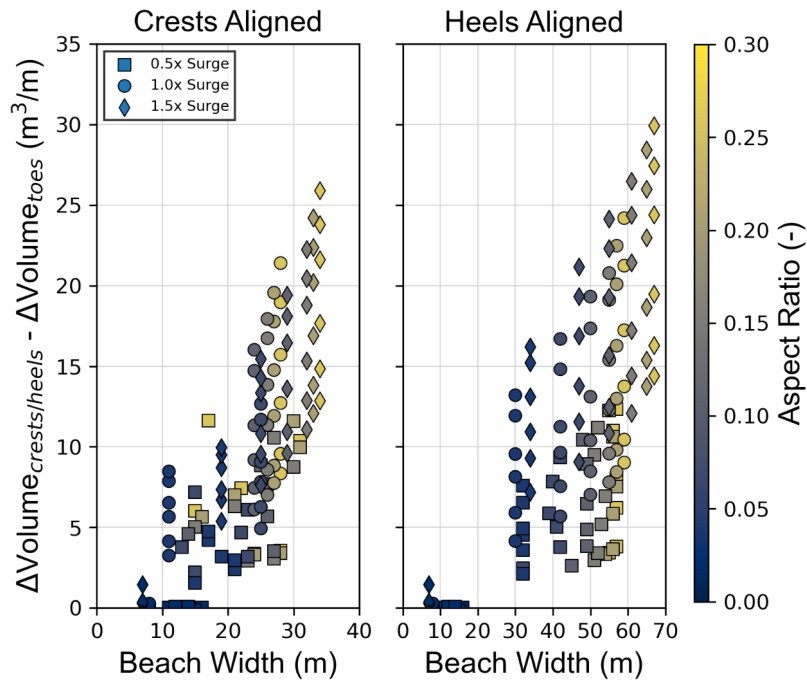 Crests Aligned
Heels Aligned
ΔVolume_crests/heels - ΔVolume_toes (m³/m)
35
30
25
20
15
10
5
0
0.5x Surge
1.0x Surge
1.5x Surge
0 10 20 30 40
0 10 20 30 40 50 60 70
Beach Width (m)
Beach Width (m)
0.30
0.25
0.20
0.15
0.10
0.05
0.00
Aspect Ratio (-)